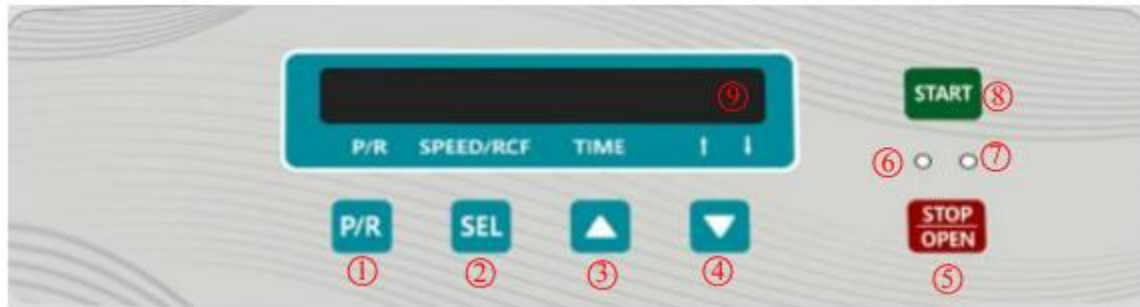 ⑨
START ⑧
P/R SPEED/RCF TIME ↑ ↓
⑥ ⑦
P/R SEL ▲ ▼ STOP
OPEN
① ② ③ ④ ⑤